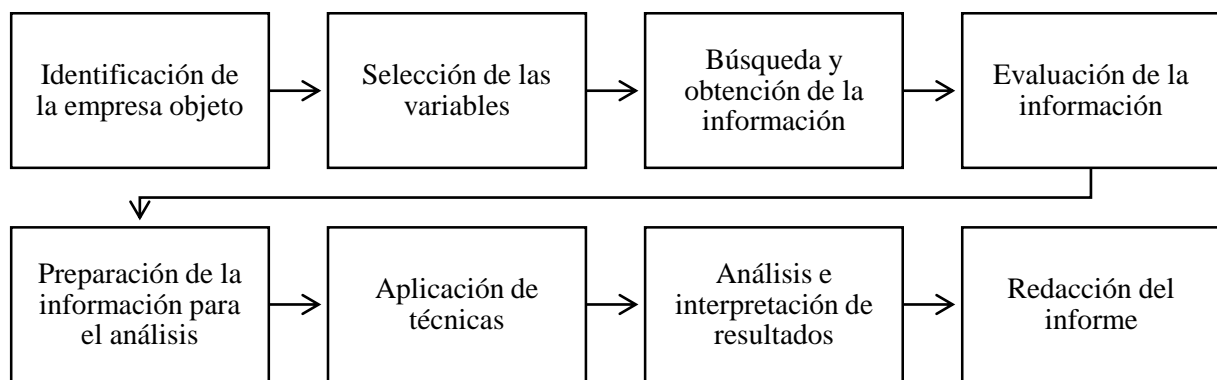 Identificación de
la empresa objeto
Selección de las
variables
Búsqueda y
obtención de la
información
Evaluación de la
información
Preparación de la
información para
el análisis
Aplicación de
técnicas
Análisis e
interpretación de
resultados
Redacción del
informe